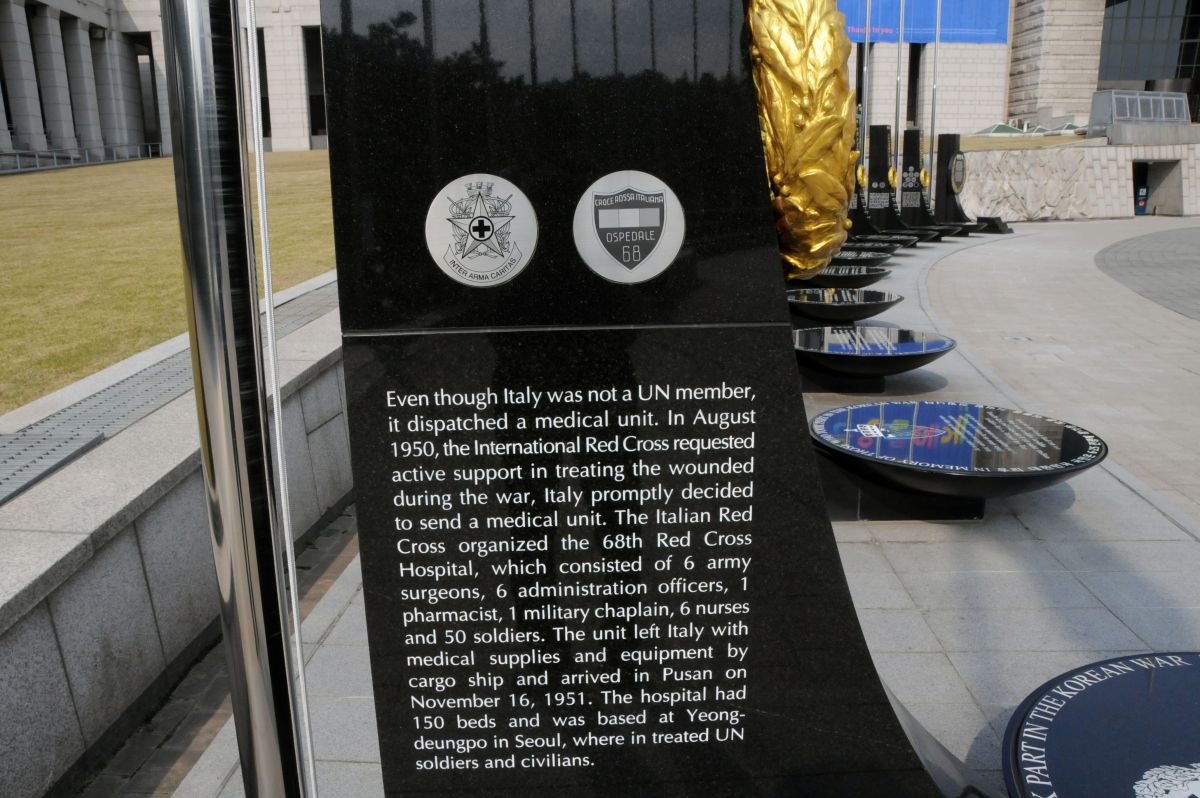 Thanks to you
INTER ARMA CARITAS
CROCE ROSSA ITALIANA
OSPEDALE
68
Even though Italy was not a UN member,
it dispatched a medical unit. In August
1950, the International Red Cross requested
active support in treating the wounded
during the war, Italy promptly decided
to send a medical unit. The Italian Red
Cross organized the 68th Red Cross
Hospital, which consisted of 6 army
surgeons, 6 administration officers, 1
pharmacist, 1 military chaplain, 6 nurses
and 50 soldiers. The unit left Italy with
medical supplies and equipment by
cargo ship and arrived in Pusan on
November 16, 1951. The hospital had
150 beds and was based at Yeong-
deungpo in Seoul, where in treated UN
soldiers and civilians.
IN MEMORY OF
PART IN THE KOREAN WAR